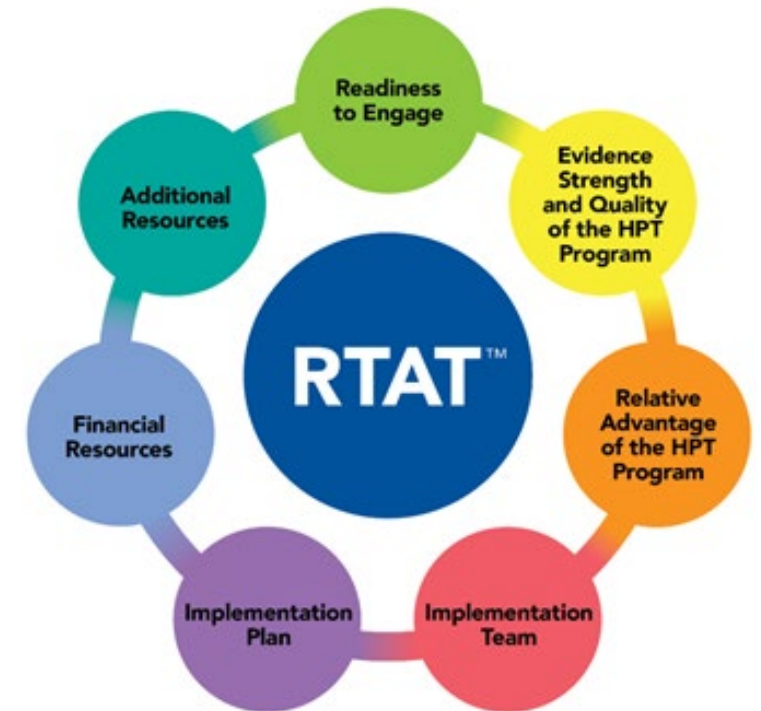 Readiness
to Engage
Evidence
Strength
and Quality
of the HPT
Program
Relative
Advantage
of the HPT
Program
Implementation
Team
Implementation
Plan
Financial
Resources
Additional
Resources
RTAT™